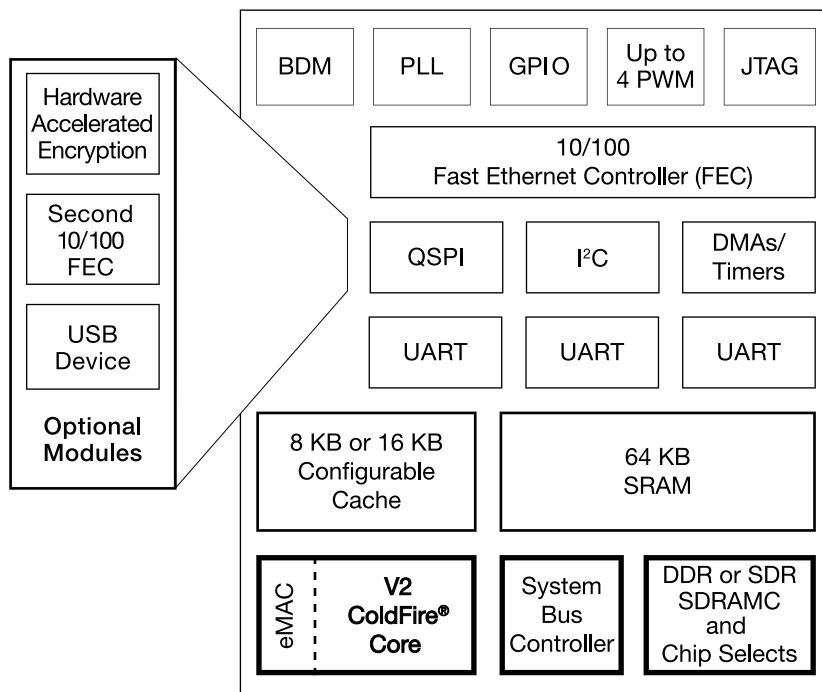 BDM
PLL
GPIO
Up to
4 PWM
JTAG
Hardware
Accelerated
Encryption
Second
10/100
FEC
USB
Device
Optional
Modules
10/100
Fast Ethernet Controller (FEC)
QSPI
I²C
DMAs/
Timers
UART
UART
UART
8 KB or 16 KB
Configurable
Cache
64 KB
SRAM
eMAC
V2
ColdFire®
Core
System
Bus
Controller
DDR or SDR
SDRAMC
and
Chip Selects